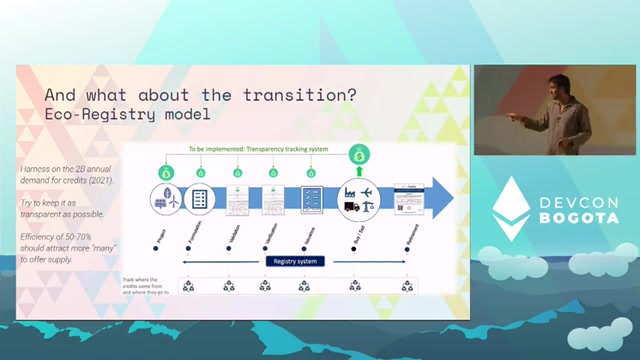 And what about the transition?
Eco-Registry model
Harness on the 2B annual
demand for credits (2021).
Try to keep it as
transparent as possible.
Efficiency of 50-70%
should attract more "many"
to offer supply.
To be implemented: Transparency tracking system
Project
Formulation
Validation
Verification
Issuance
Buy / Sell
Retirement
Registry system
Track where the
credits come from
and where they go to
DEVCON
BOGOTA